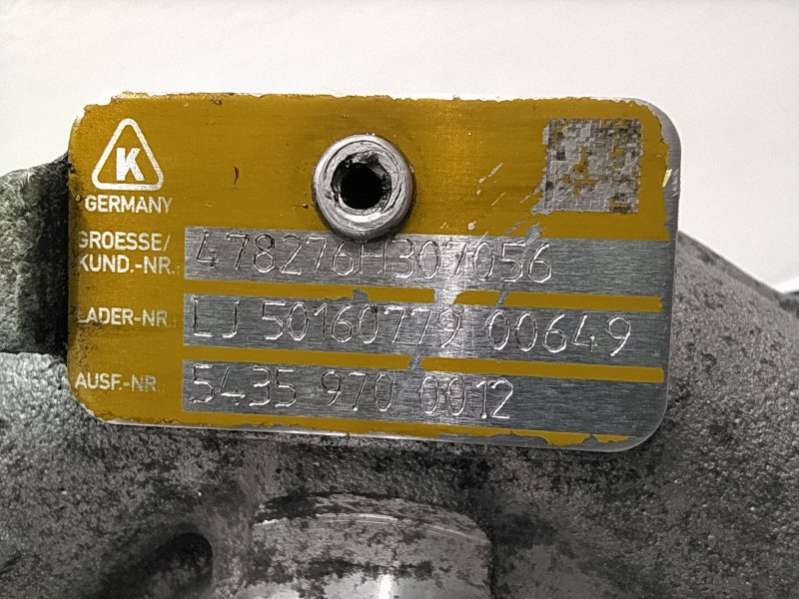 K
GERMANY
GROESSE/
KUND.-NR. 478276H307056
LADER-NR. LJ 50160779 00649
AUSF.-NR. 5435 970 0012